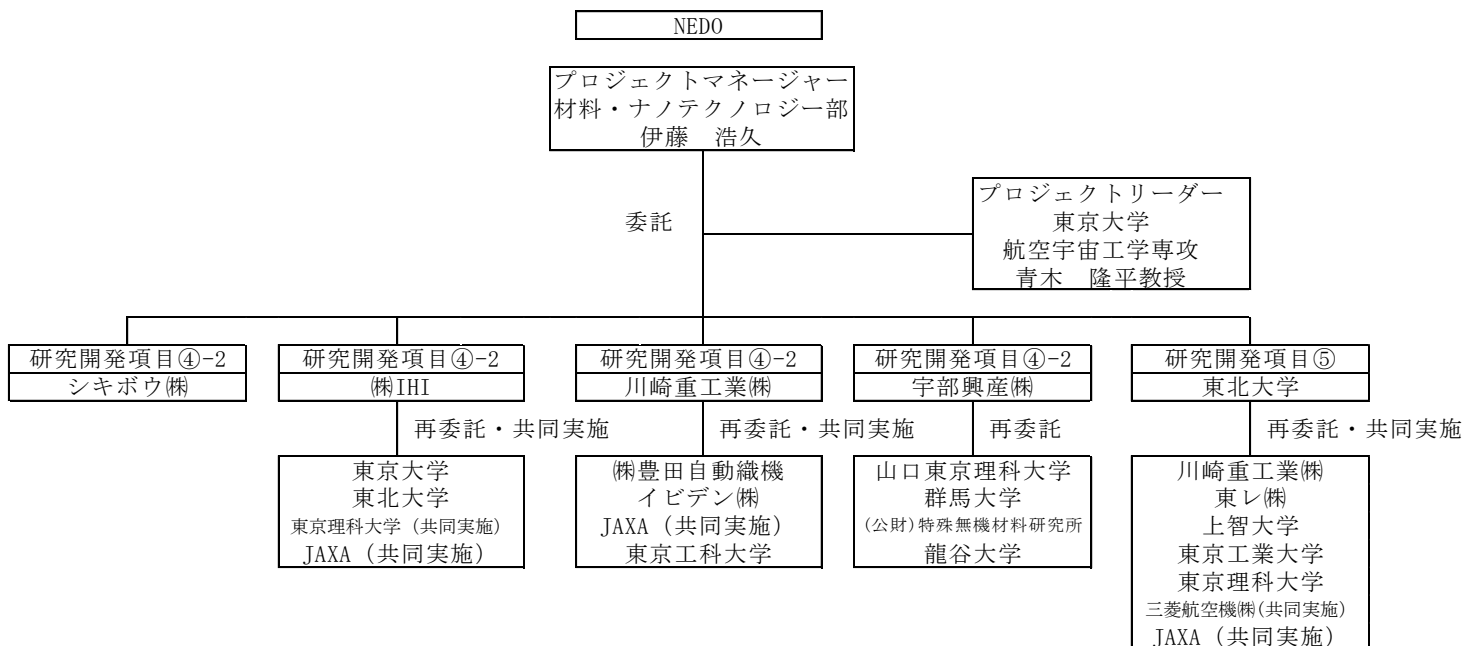 NEDO
プロジェクトマネージャー
材料・ナノテクノロジー部
伊藤　浩久
委託
プロジェクトリーダー
東京大学
航空宇宙工学専攻
青木　隆平教授
研究開発項目④-2
シキボウ㈱
研究開発項目④-2
㈱IHI
再委託・共同実施
東京大学
東北大学
東京理科大学（共同実施）
JAXA（共同実施）
研究開発項目④-2
川崎重工業㈱
再委託・共同実施
㈱豊田自動織機
イビデン㈱
JAXA（共同実施）
東京工科大学
研究開発項目④-2
宇部興産㈱
再委託
山口東京理科大学
群馬大学
(公財)特殊無機材料研究所
龍谷大学
研究開発項目⑤
東北大学
再委託・共同実施
川崎重工業㈱
東レ㈱
上智大学
東京工業大学
東京理科大学
三菱航空機㈱(共同実施)
JAXA（共同実施）